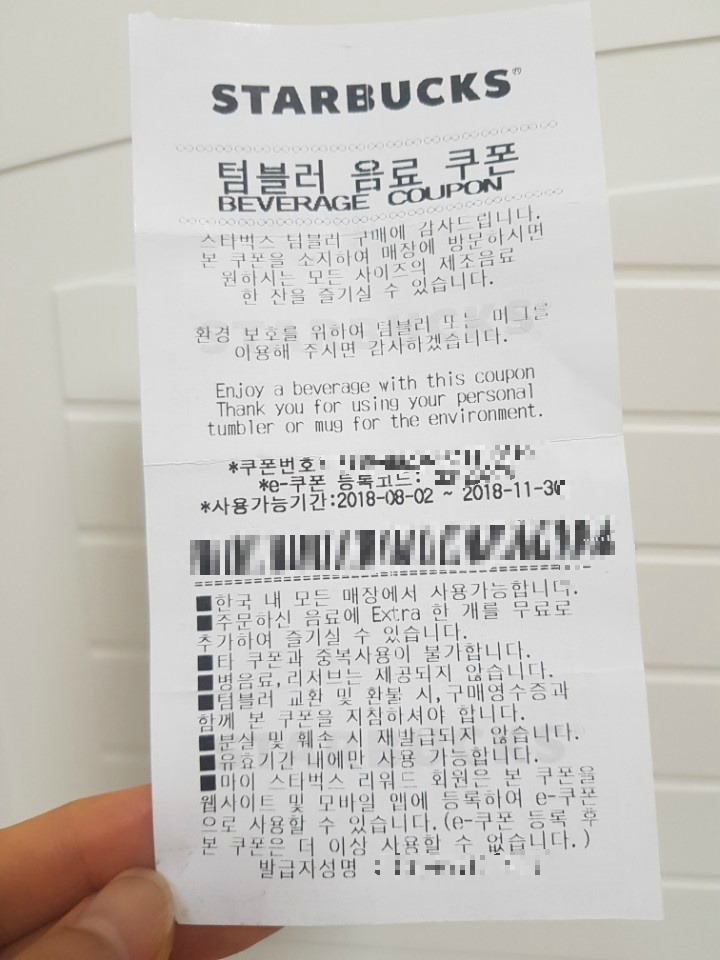 STARBUCKS®
텀블러 음료 쿠폰
BEVERAGE COUPON
스타벅스 텀블러 구매에 감사드립니다.
본 쿠폰을 소지하여 매장에 방문하시면
원하시는 모든 사이즈의 제조음료
한 잔을 즐기실 수 있습니다.
환경 보호를 위하여 텀블러 또는 머그를
이용해 주시면 감사하겠습니다.
Enjoy a beverage with this coupon
Thank you for using your personal
tumbler or mug for the environment.
*쿠폰번호:
*e-쿠폰 등록코드:
*사용가능기간:2018-08-02 ~ 2018-11-30
■한국 내 모든 매장에서 사용가능합니다.
■주문하신 음료에 Extra 한 개를 무료로
추가하여 즐기실 수 있습니다.
■타 쿠폰과 중복사용이 불가합니다.
■병음료,리저브는 제공되지 않습니다.
■텀블러 교환 및 환불 시,구매영수증과
함께 본 쿠폰을 지참하셔야 합니다.
■분실 및 훼손 시 재발급되지 않습니다.
■유효기간 내에만 사용 가능합니다.
■마이 스타벅스 리워드 회원은 본 쿠폰을
웹사이트 및 모바일 앱에 등록하여 e-쿠폰
으로 사용할 수 있습니다.(e-쿠폰 등록 후
본 쿠폰은 더 이상 사용할 수 없습니다.)
발급자성명 :